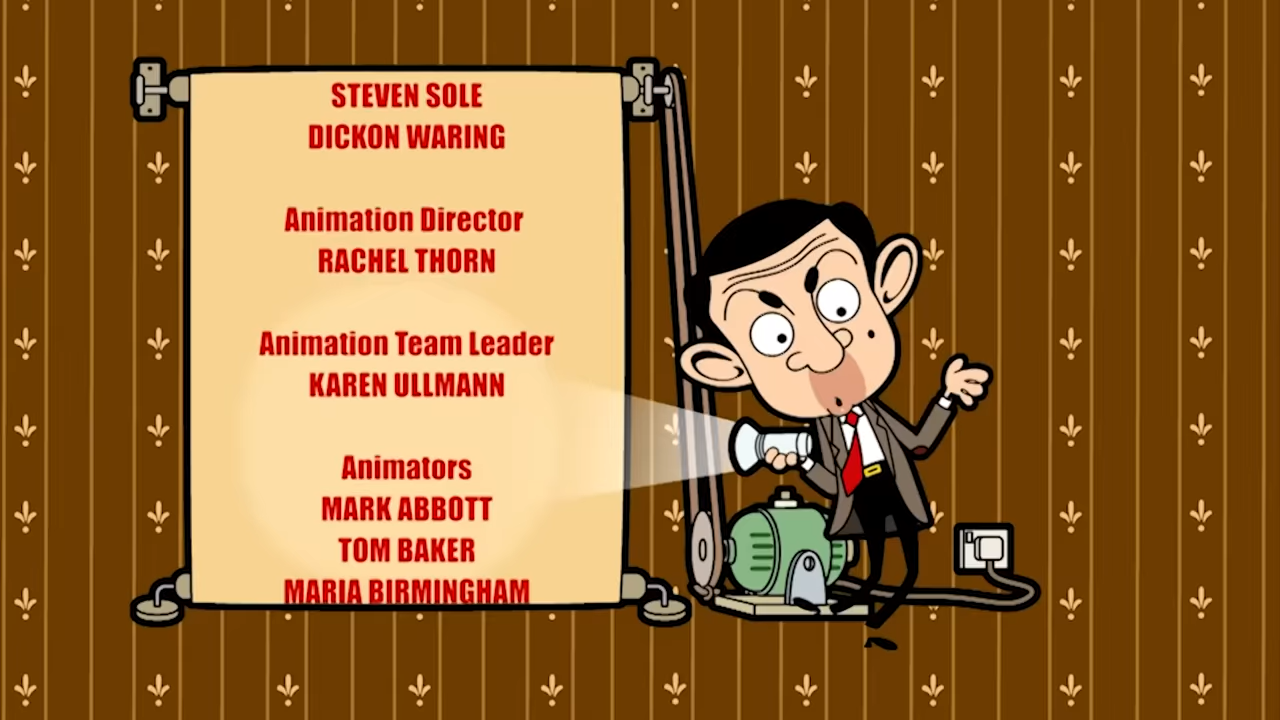 STEVEN SOLE
DICKON WARING
Animation Director
RACHEL THORN
Animation Team Leader
KAREN ULLMANN
Animators
MARK ABBOTT
TOM BAKER
MARIA BIRMINGHAM